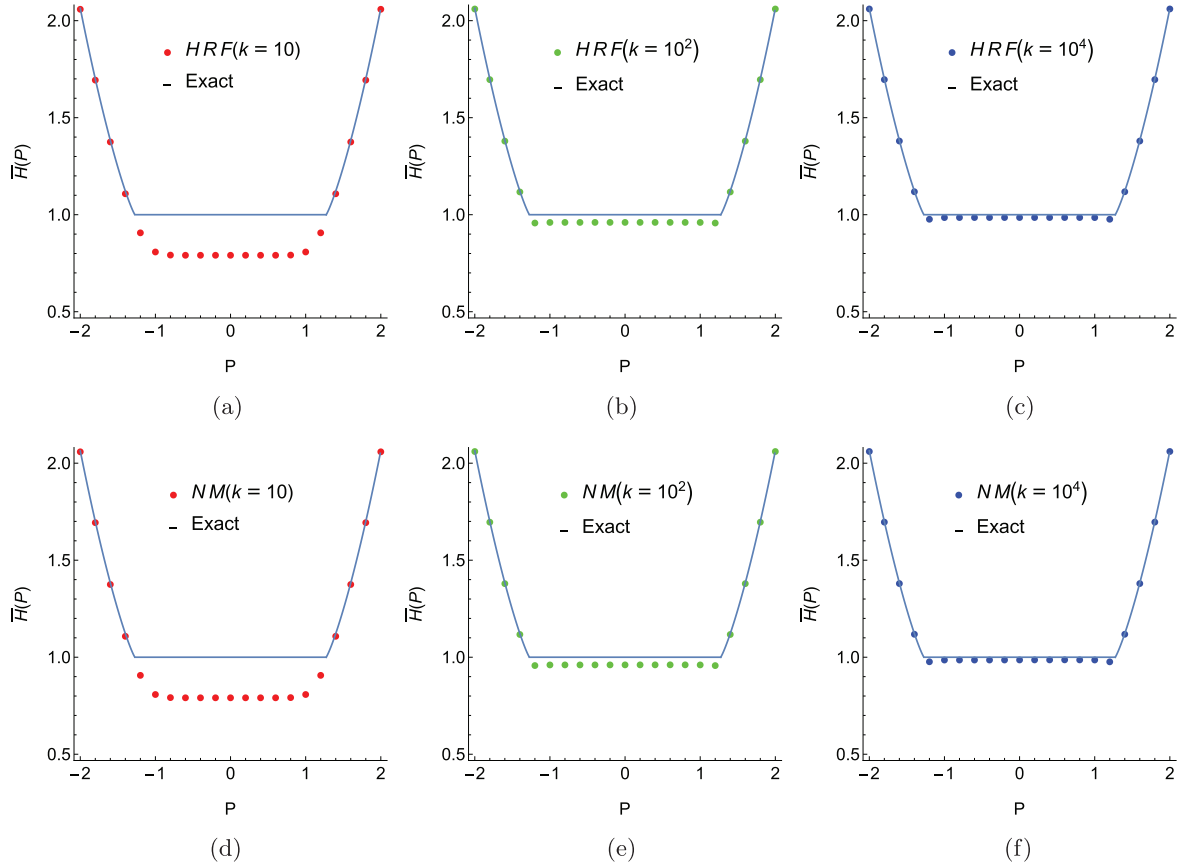 2.0
HRF(k = 10)
Exact
1.5
H̅(P)
1.0
0.5
−2 −1 0 1 2
P
(a)
2.0
HRF(k = 10²)
Exact
1.5
H̅(P)
1.0
0.5
−2 −1 0 1 2
P
(b)
2.0
HRF(k = 10⁴)
Exact
1.5
H̅(P)
1.0
0.5
−2 −1 0 1 2
P
(c)
2.0
NM(k = 10)
Exact
1.5
H̅(P)
1.0
0.5
−2 −1 0 1 2
P
(d)
2.0
NM(k = 10²)
Exact
1.5
H̅(P)
1.0
0.5
−2 −1 0 1 2
P
(e)
2.0
NM(k = 10⁴)
Exact
1.5
H̅(P)
1.0
0.5
−2 −1 0 1 2
P
(f)